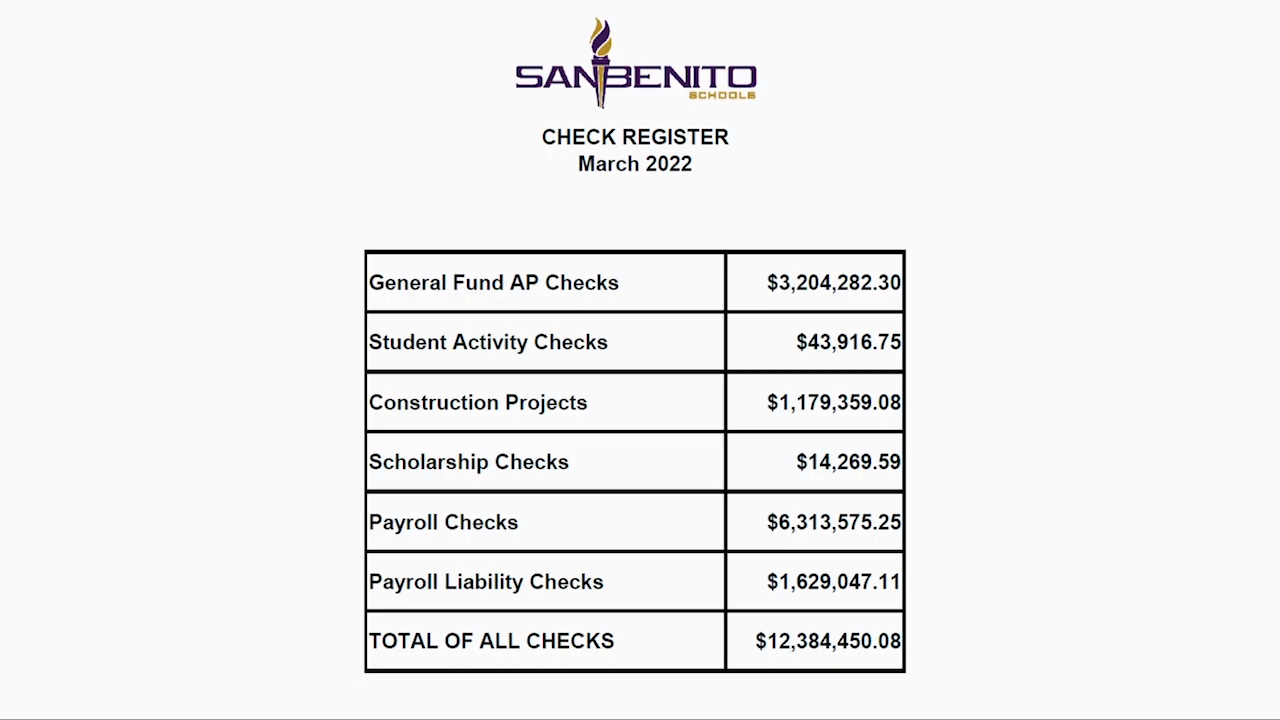 SANBENITO
SCHOOLS
CHECK REGISTER
March 2022
General Fund AP Checks $3,204,282.30
Student Activity Checks $43,916.75
Construction Projects $1,179,359.08
Scholarship Checks $14,269.59
Payroll Checks $6,313,575.25
Payroll Liability Checks $1,629,047.11
TOTAL OF ALL CHECKS $12,384,450.08